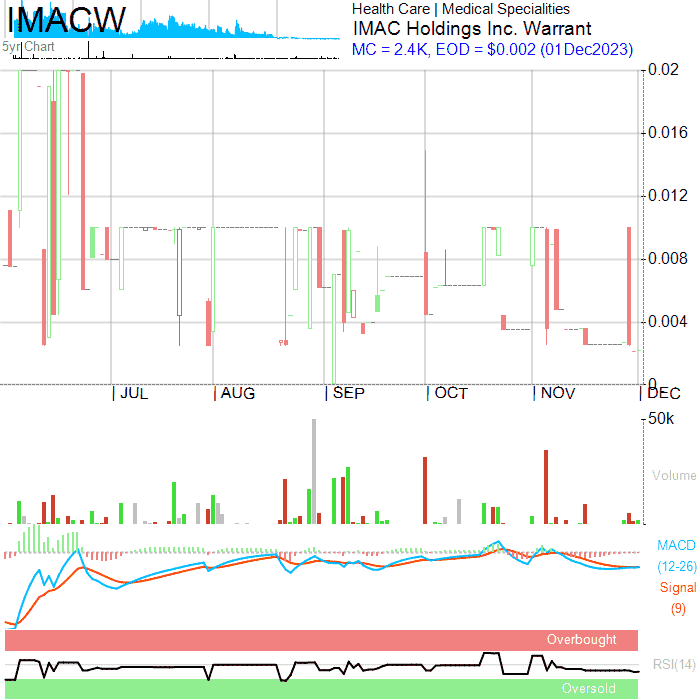 IMACW
5yr Chart
Health Care | Medical Specialities
IMAC Holdings Inc. Warrant
MC = 2.4K, EOD = $0.002 (01Dec2023)
0.02
0.016
0.012
0.008
0.004
0
JUL AUG SEP OCT NOV DEC
50k
Volume
MACD
(12-26)
Signal
(9)
Overbought
RSI(14)
Oversold